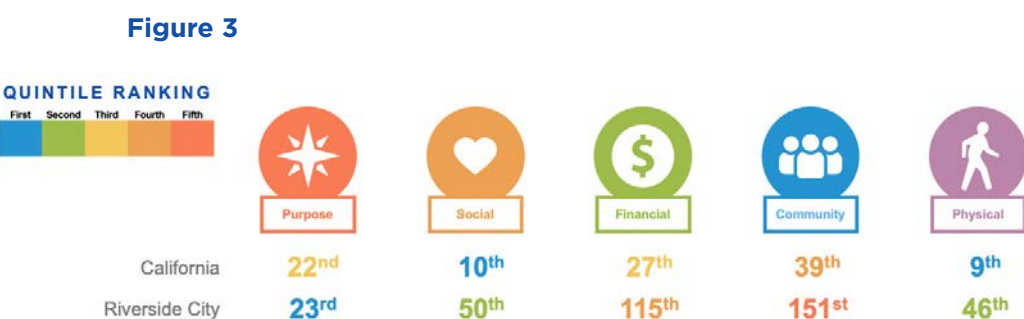 Figure 3
QUINTILE RANKING
First Second Third Fourth Fifth
$
Purpose Social Financial Community Physical
California 22nd 10th 27th 39th 9th
Riverside City 23rd 50th 115th 151st 46th